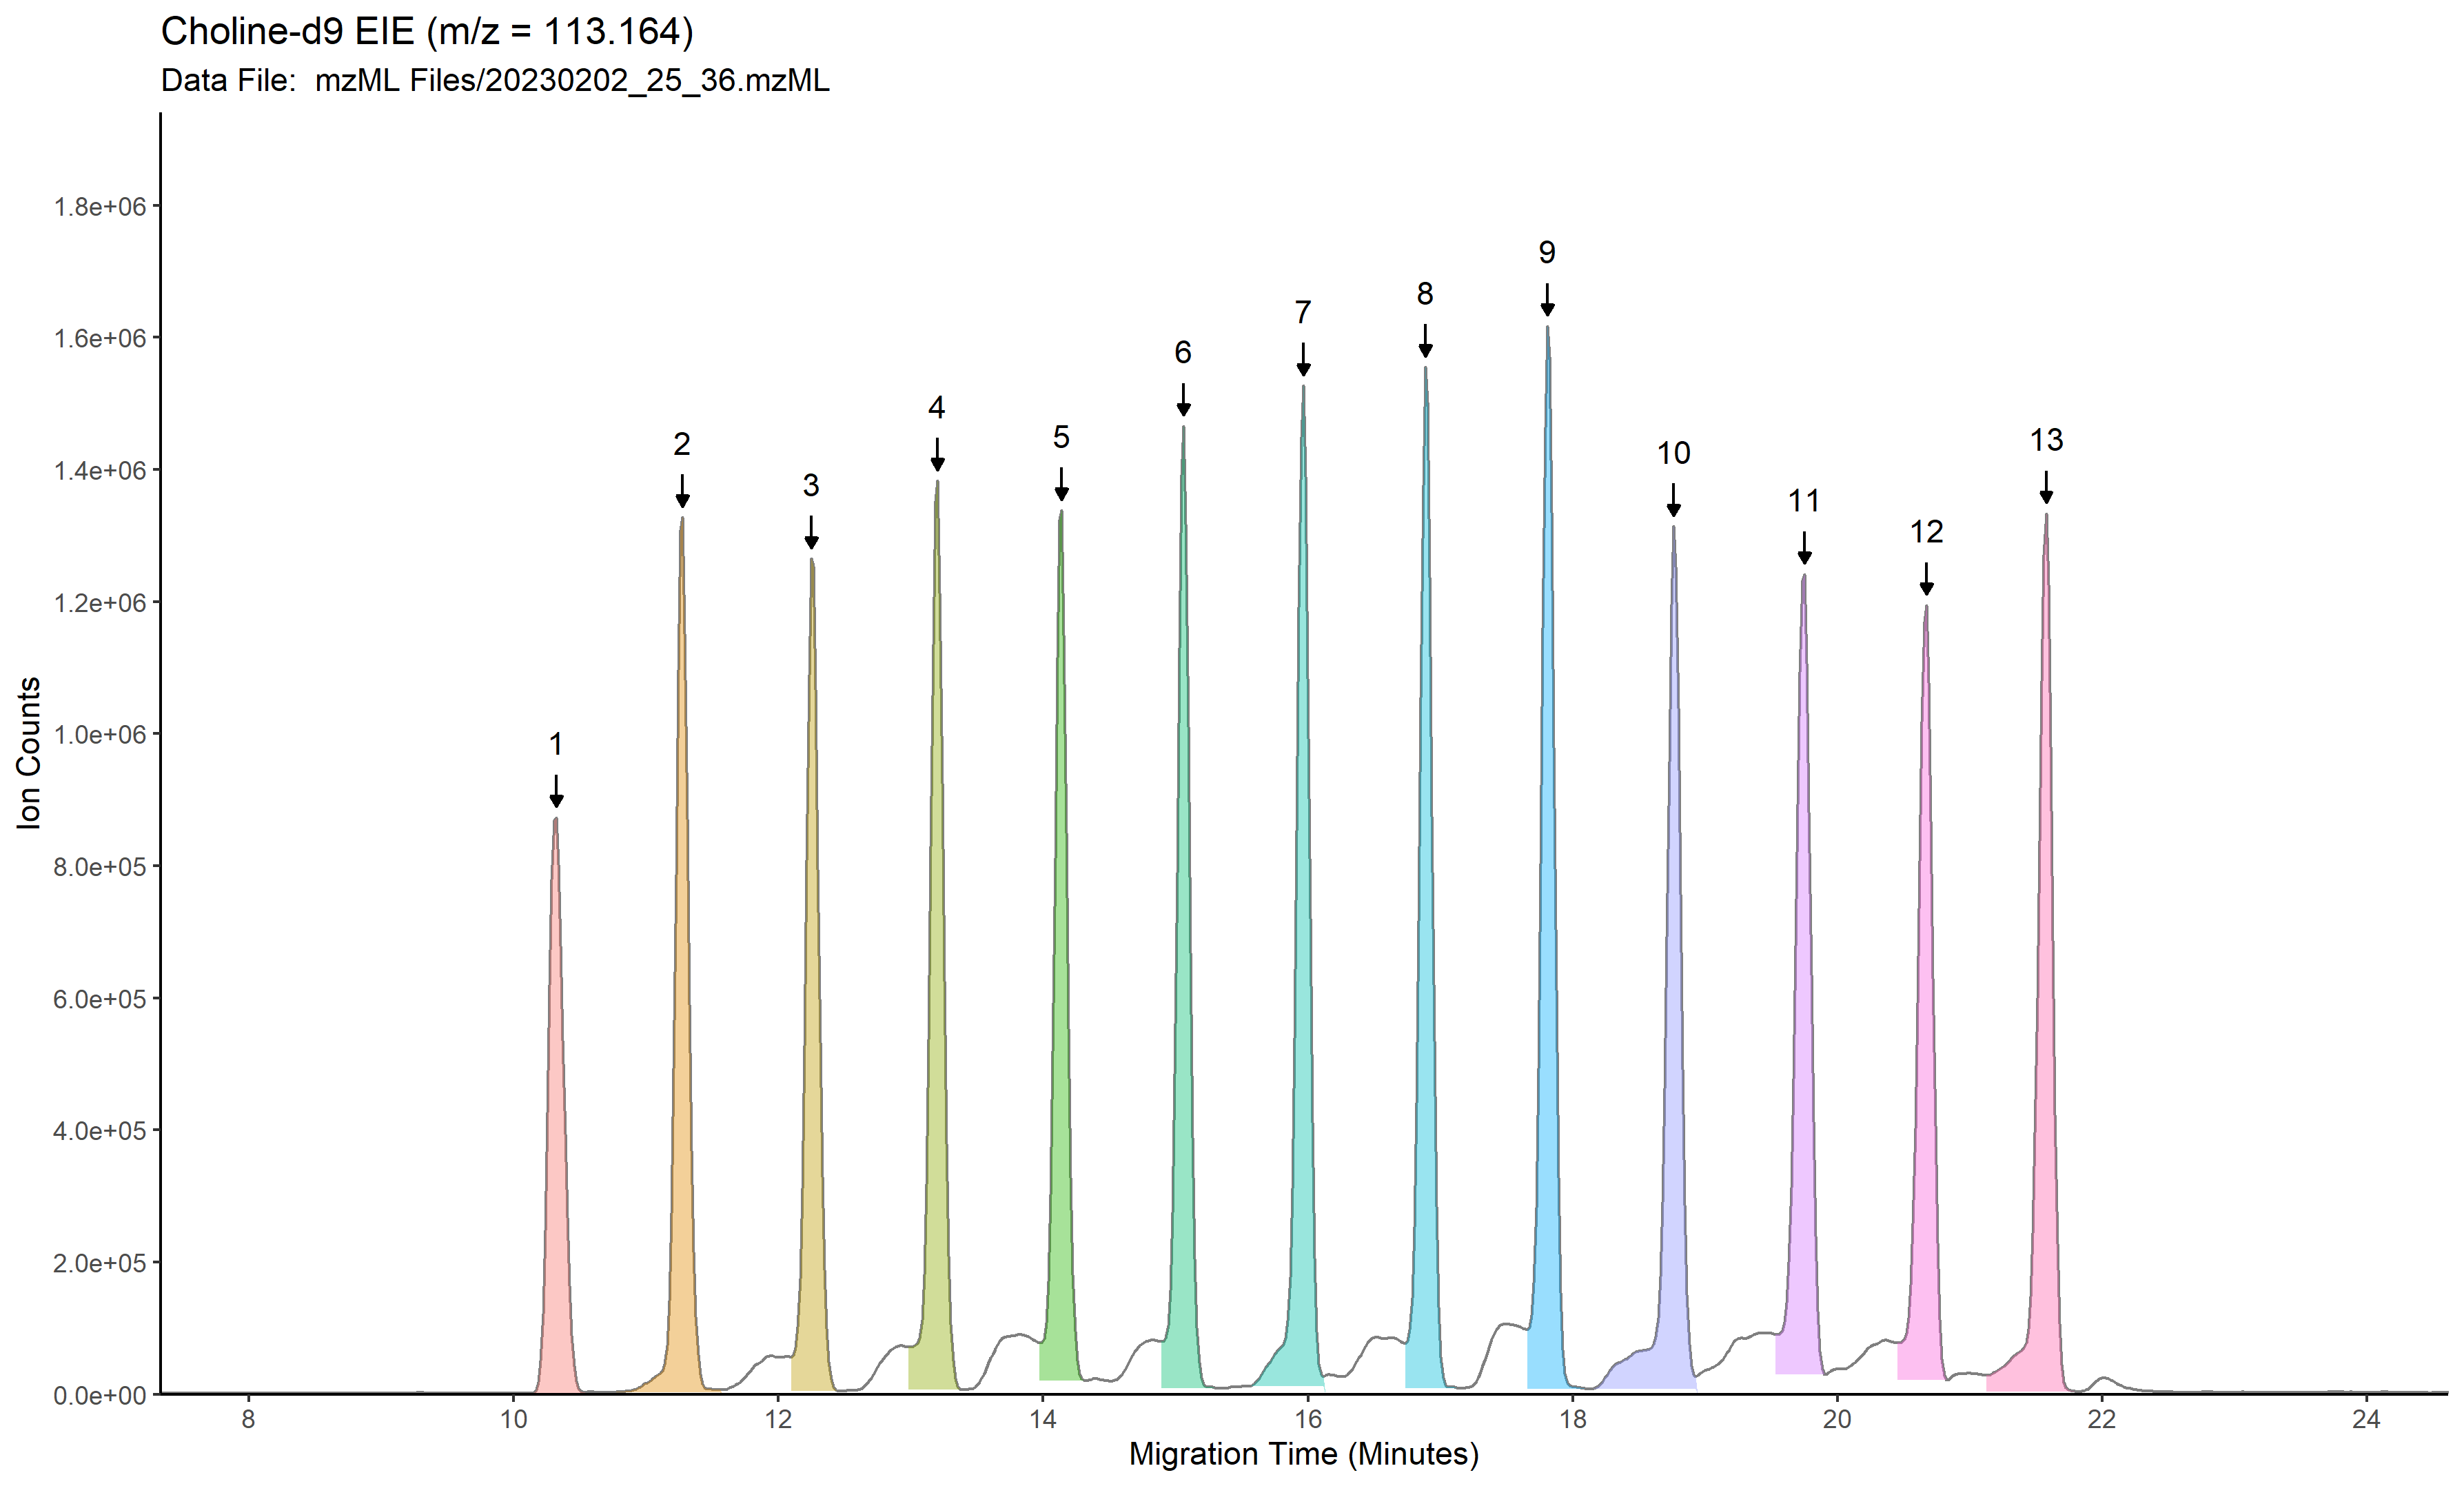 Choline-d9 EIE (m/z = 113.164)
Data File:  mzML Files/20230202_25_36.mzML
Ion Counts
1.8e+06
1.6e+06
1.4e+06
1.2e+06
1.0e+06
8.0e+05
6.0e+05
4.0e+05
2.0e+05
0.0e+00
1
2
3
4
5
6
7
8
9
10
11
12
13
8 10 12 14 16 18 20 22 24
Migration Time (Minutes)